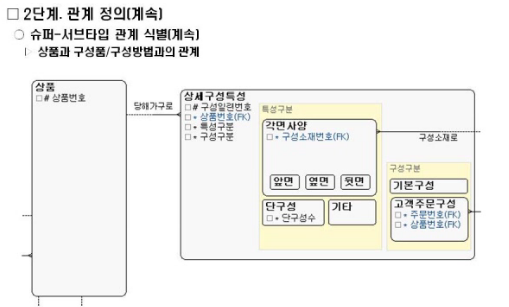 □ 2단계. 관계 정의(계속)
○ 슈퍼-서브타입 관계 식별(계속)
▷ 상품과 구성품/구성방법과의 관계
상품
□# 상품번호
당해가구로
상세구성특성
□# 구성일련번호
□* 상품번호(FK)
□* 특성구분
□* 구성구분
특성구분
각면사양
□* 구성소재번호(FK)
앞면 옆면 뒷면
단구성
□* 단구성수
기타
구성소재로
구성구분
기본구성
고객주문구성
□* 주문번호(FK)
□* 상품번호(FK)